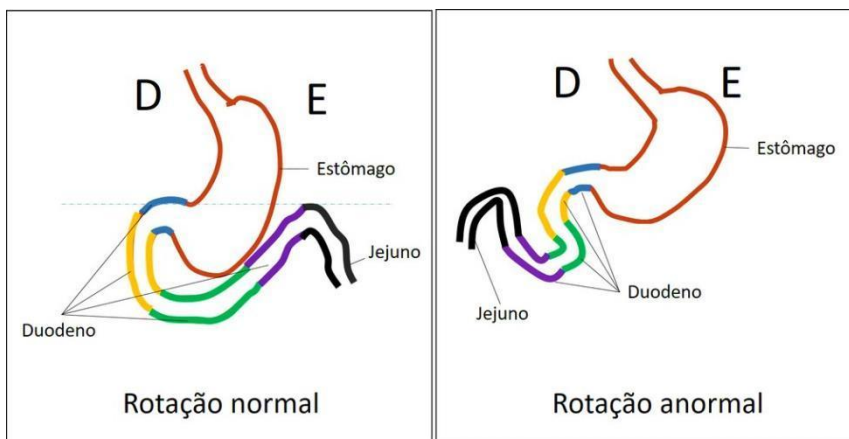 D
E
Estômago
Jejuno
Duodeno
Rotação normal
D
E
Estômago
Duodeno
Jejuno
Rotação anormal